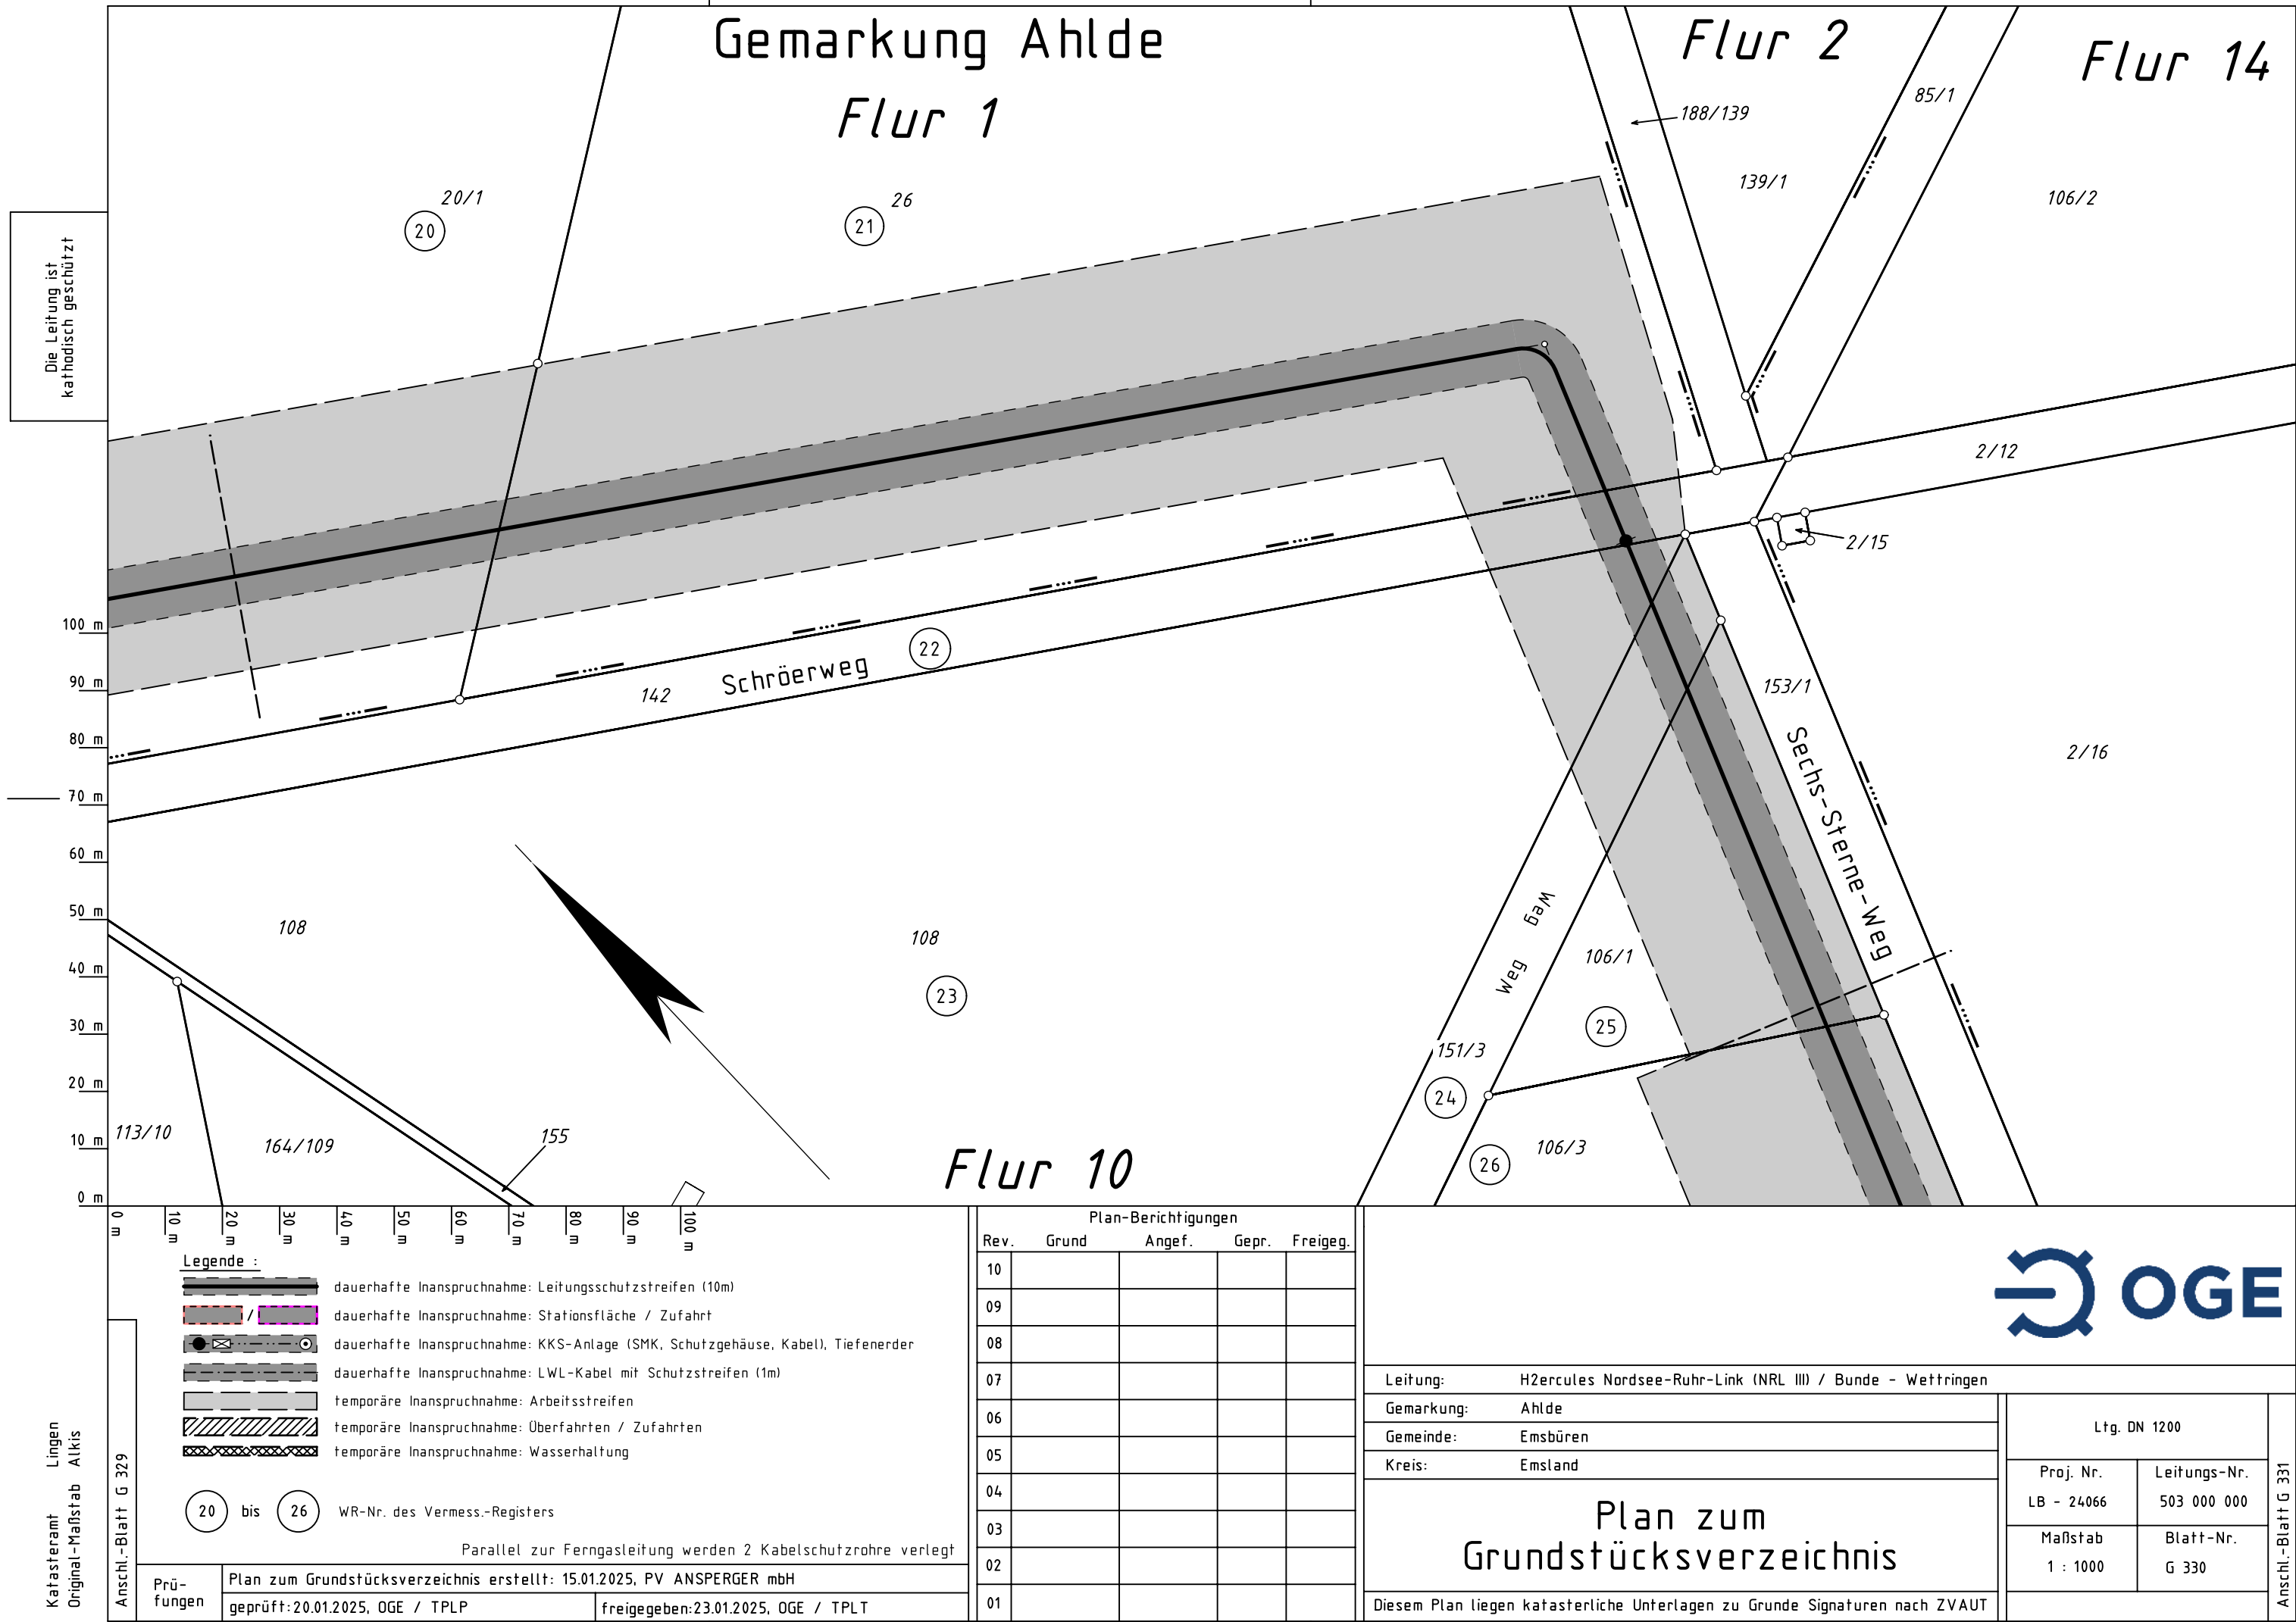 Gemarkung Ahlde
Flur 1
Flur 2
Flur 14
85/1
188/139
139/1
106/2
20/1
20
26
21
Die Leitung ist
kathodisch geschützt
2/12
2/15
100 m
90 m
80 m
70 m
60 m
50 m
40 m
30 m
20 m
10 m
0 m
22
Schröerweg
142
153/1
Sechs-Sterne-Weg
2/16
108
108
23
Weg
Weg
106/1
25
151/3
24
106/3
26
113/10
164/109
155
Flur 10
0 m
10 m
20 m
30 m
40 m
50 m
60 m
70 m
80 m
90 m
100 m
Legende :
dauerhafte Inanspruchnahme: Leitungsschutzstreifen (10m)
/
dauerhafte Inanspruchnahme: Stationsfläche / Zufahrt
dauerhafte Inanspruchnahme: KKS-Anlage (SMK, Schutzgehäuse, Kabel), Tiefenerder
dauerhafte Inanspruchnahme: LWL-Kabel mit Schutzstreifen (1m)
temporäre Inanspruchnahme: Arbeitsstreifen
temporäre Inanspruchnahme: Überfahrten / Zufahrten
temporäre Inanspruchnahme: Wasserhaltung
20 bis 26 WR-Nr. des Vermess.-Registers
Parallel zur Ferngasleitung werden 2 Kabelschutzrohre verlegt
Katasteramt Lingen
Original-Maßstab Alkis
Anschl.-Blatt G 329
Prü-
fungen
Plan zum Grundstücksverzeichnis erstellt: 15.01.2025, PV ANSPERGER mbH
geprüft:20.01.2025, OGE / TPLP
freigegeben:23.01.2025, OGE / TPLT
Plan-Berichtigungen
Rev. Grund Angef. Gepr. Freigeg.
10
09
08
07
06
05
04
03
02
01
OGE
Leitung: H2ercules Nordsee-Ruhr-Link (NRL III) / Bunde - Wettringen
Gemarkung: Ahlde
Gemeinde: Emsbüren
Kreis: Emsland
Plan zum
Grundstücksverzeichnis
Diesem Plan liegen katasterliche Unterlagen zu Grunde Signaturen nach ZVAUT
Ltg. DN 1200
Proj. Nr.
LB - 24066
Leitungs-Nr.
503 000 000
Maßstab
1 : 1000
Blatt-Nr.
G 330
Anschl.-Blatt G 331